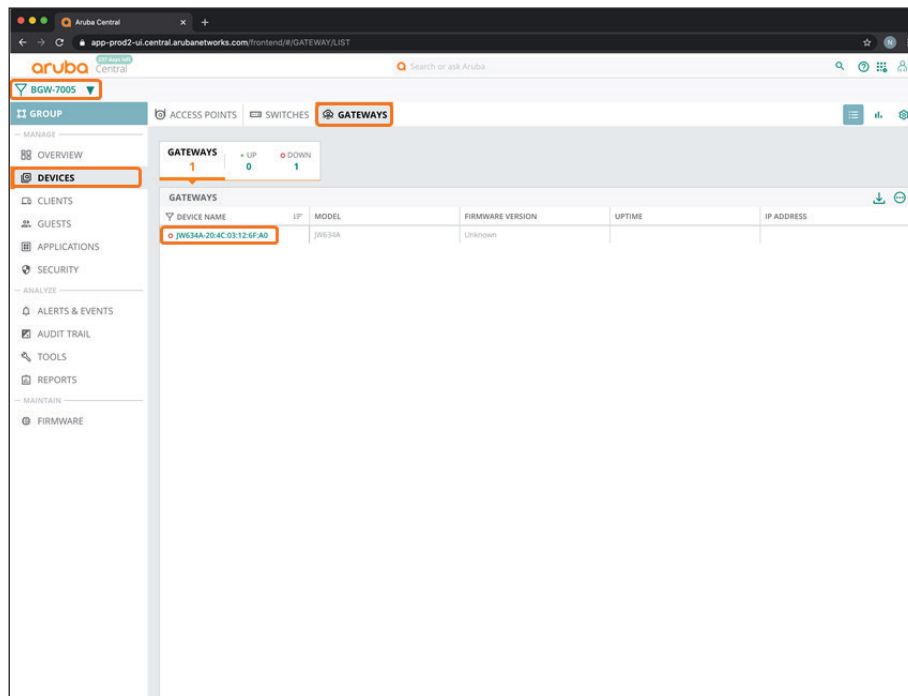 Aruba Central
app-prod2-ui.central.arubanetworks.com/frontend/#/GATEWAY/LIST
N
aruba Central
337 days left
Search or ask Aruba
BGW-7005
GROUP
ACCESS POINTS
SWITCHES
GATEWAYS
MANAGE
OVERVIEW
DEVICES
CLIENTS
GUESTS
APPLICATIONS
SECURITY
ANALYZE
ALERTS & EVENTS
AUDIT TRAIL
TOOLS
REPORTS
MAINTAIN
FIRMWARE
GATEWAYS
1
UP
0
DOWN
1
GATEWAYS
DEVICE NAME
MODEL
FIRMWARE VERSION
UPTIME
IP ADDRESS
JW634A-20:4C:03:12:6F:A0
JW634A
Unknown